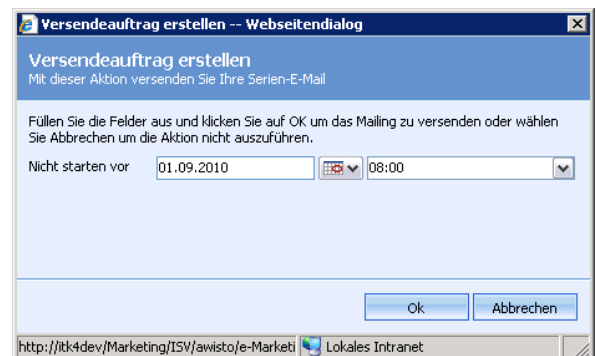 Versendeauftrag erstellen -- Webseitendialog
Versendeauftrag erstellen
Mit dieser Aktion versenden Sie Ihre Serien-E-Mail
Füllen Sie die Felder aus und klicken Sie auf OK um das Mailing zu versenden oder wählen
Sie Abbrechen um die Aktion nicht auszuführen.
Nicht starten vor 01.09.2010 08:00
Ok Abbrechen
http://itk4dev/Marketing/ISV/awisto/e-Marketi Lokales Intranet